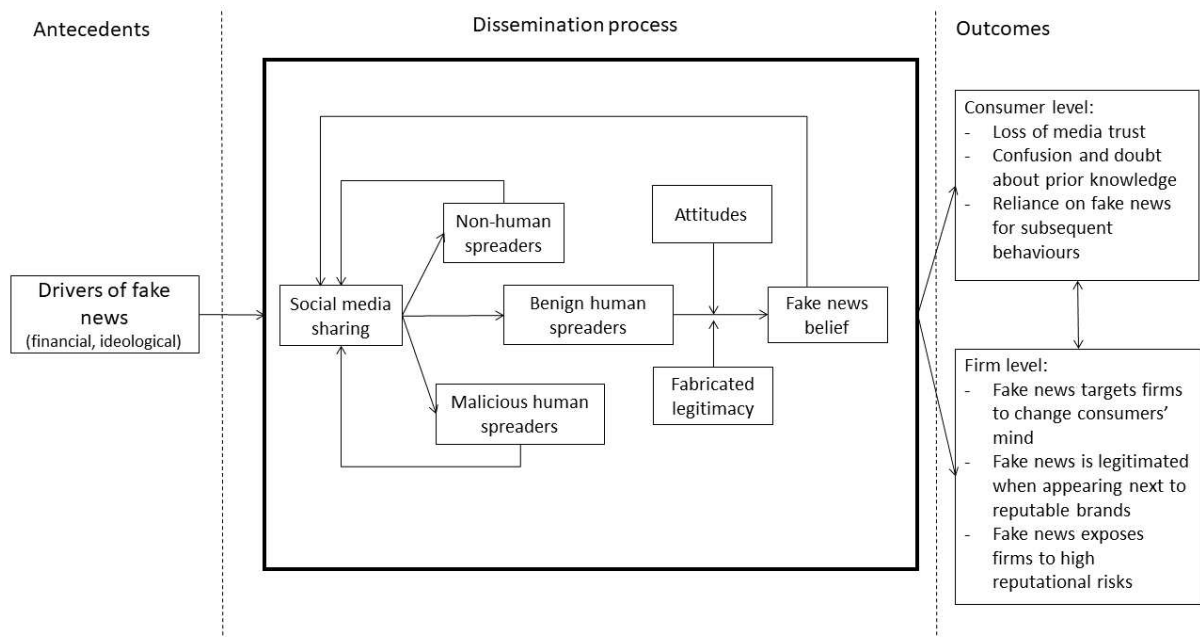 Antecedents
Dissemination process
Outcomes
Drivers of fake
news
(financial, ideological)
Social media
sharing
Non-human
spreaders
Benign human
spreaders
Malicious human
spreaders
Attitudes
Fabricated
legitimacy
Fake news
belief
Consumer level:
- Loss of media trust
- Confusion and doubt
about prior knowledge
- Reliance on fake news
for subsequent
behaviours
Firm level:
- Fake news targets firms
to change consumers’
mind
- Fake news is legitimated
when appearing next to
reputable brands
- Fake news exposes
firms to high
reputational risks